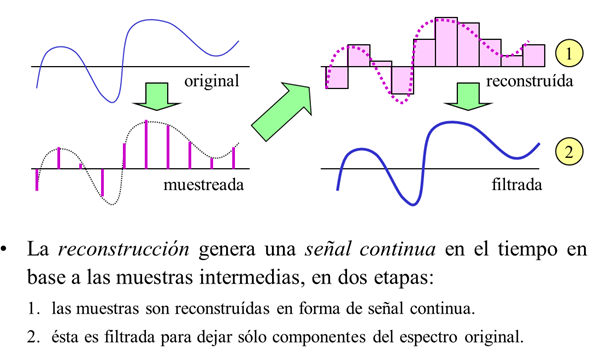 original
muestreada
1
reconstruída
2
filtrada
• La reconstrucción genera una señal continua en el tiempo en
base a las muestras intermedias, en dos etapas:
1. las muestras son reconstruídas en forma de señal continua.
2. ésta es filtrada para dejar sólo componentes del espectro original.